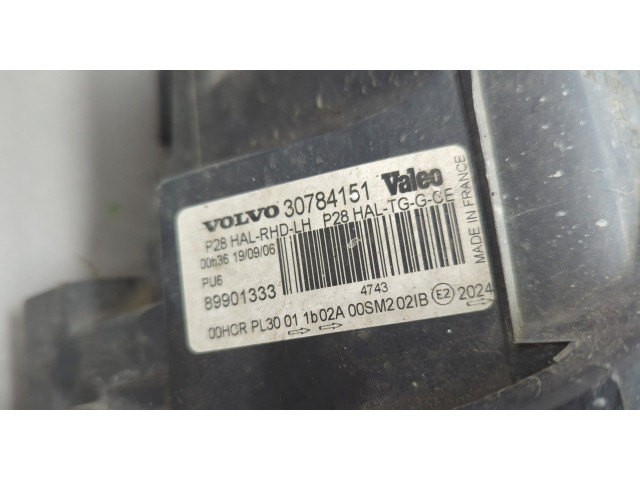 VOLVO 30784151 Valeo
P28 HAL-RHD-LH P28 HAL-TG-G-CE
00h36 19/09/06
PU6
89901333
4743
00HCR PL30 01 1b02A 00SM2 02IB E2 2024
MADE IN FRANCE